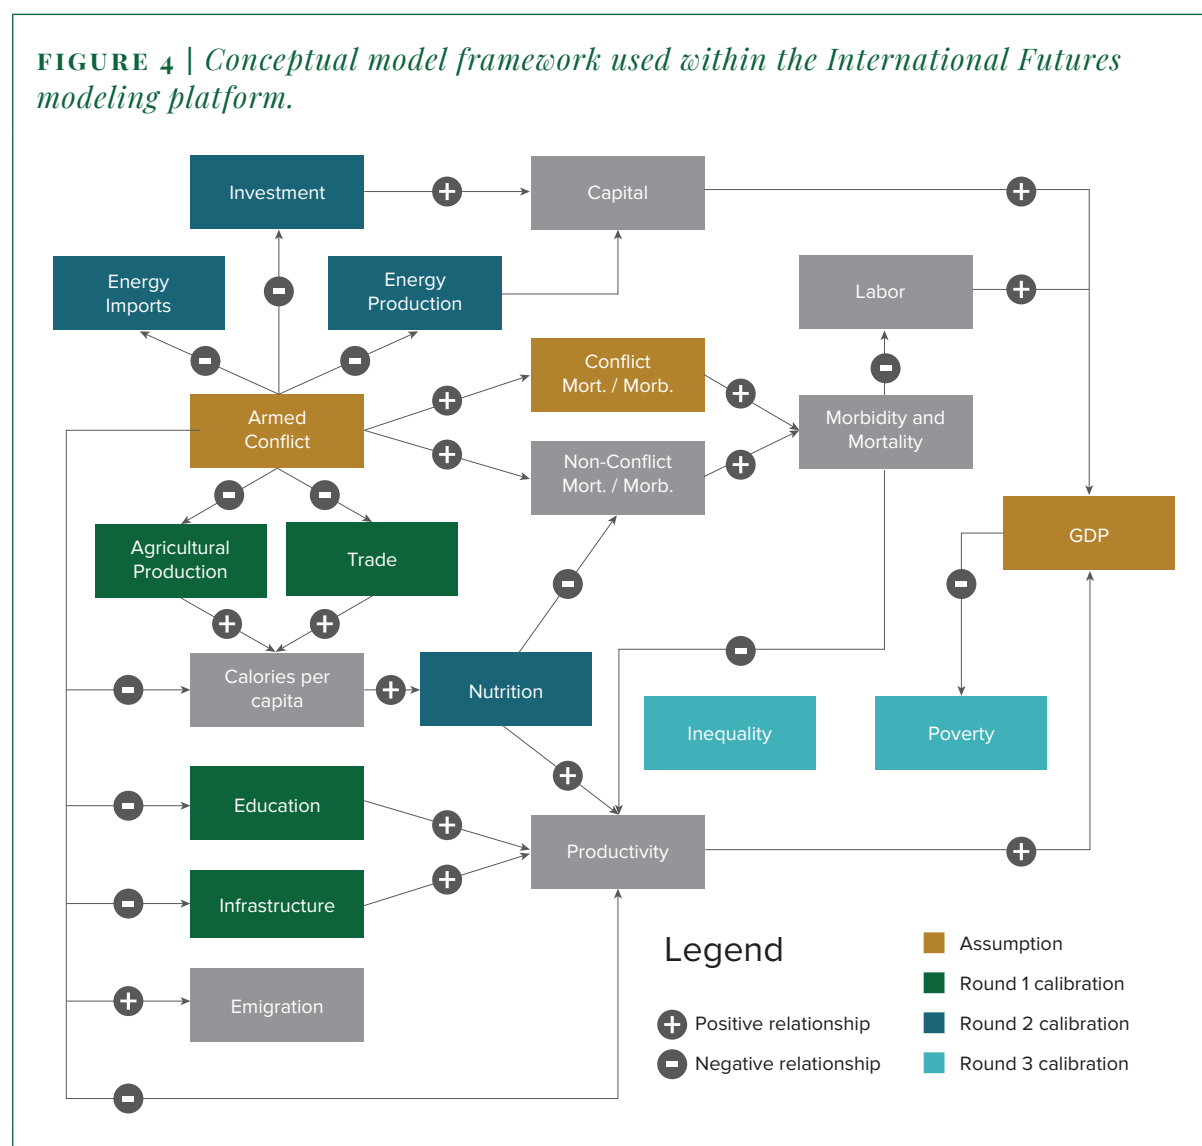 FIGURE 4 | Conceptual model framework used within the International Futures
modeling platform.
Investment
+
Capital
+
Energy
Imports
-
Energy
Production
Labor
+
-
-
Conflict
Mort. / Morb.
-
+
+
Armed
Conflict
Morbidity and
Mortality
+
Non-Conflict
Mort. / Morb.
+
-
-
GDP
Agricultural
Production
Trade
-
-
+
+
-
-
Calories per
capita
+
Nutrition
Inequality
Poverty
+
-
Education
+
Productivity
+
-
Infrastructure
+
+
Emigration
-
Legend
+ Positive relationship
- Negative relationship
Assumption
Round 1 calibration
Round 2 calibration
Round 3 calibration